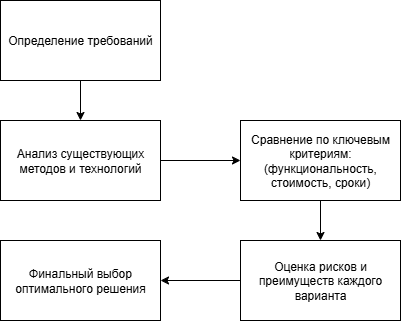 Определение требований
Анализ существующих
методов и технологий
Сравнение по ключевым
критериям:
(функциональность,
стоимость, сроки)
Оценка рисков и
преимуществ каждого
варианта
Финальный выбор
оптимального решения